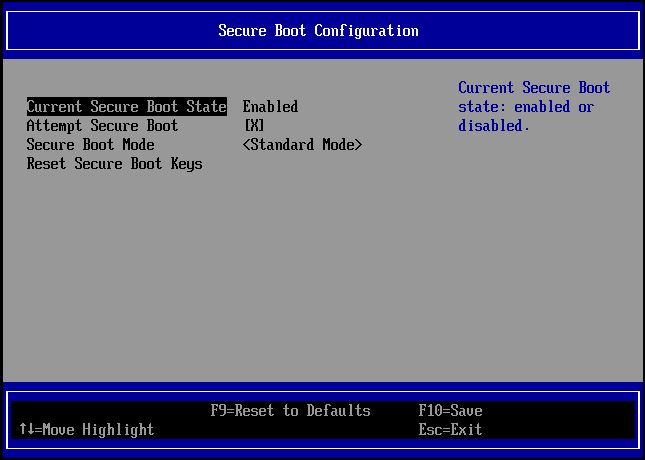 Secure Boot Configuration
Current Secure Boot State Enabled
Attempt Secure Boot [X]
Secure Boot Mode <Standard Mode>
Reset Secure Boot Keys
Current Secure Boot
state: enabled or
disabled.
F9=Reset to Defaults F10=Save
↑↓=Move Highlight Esc=Exit